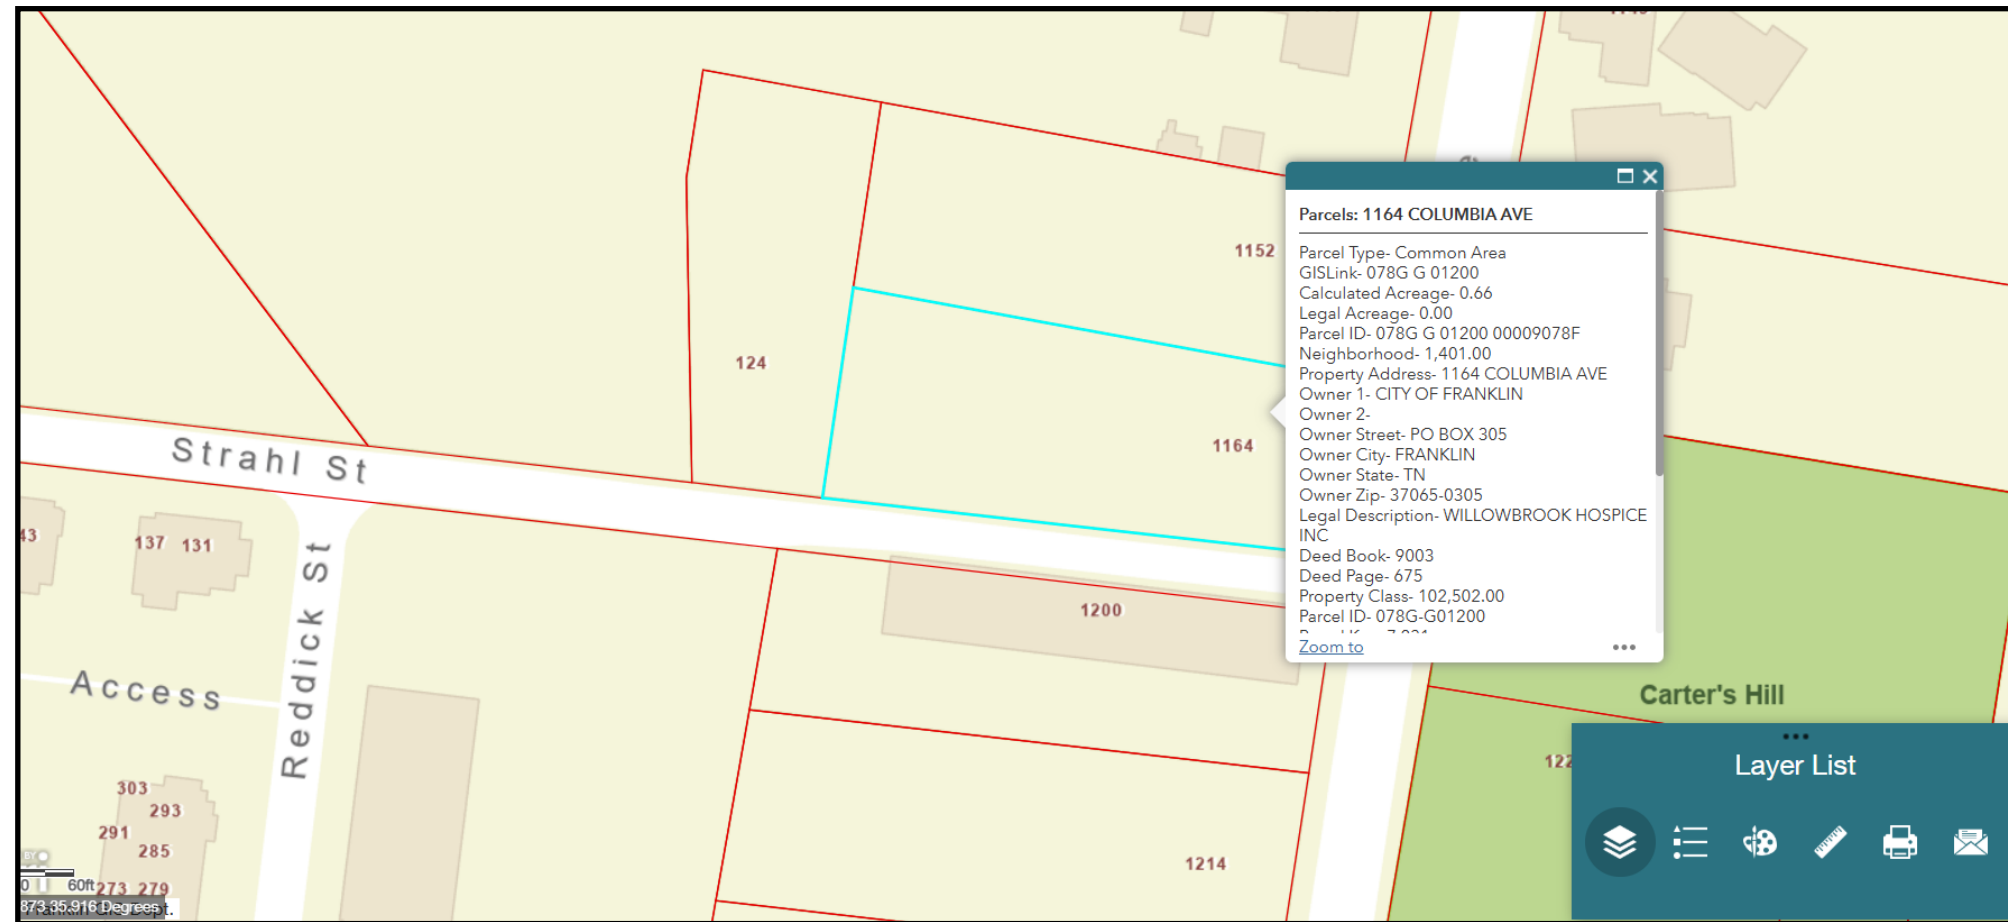 1152
124
1164
Strahl St
43
137 131
Reddick St
1200
Access
303
293
291
285
273 279
1214
Carter's Hill
Parcels: 1164 COLUMBIA AVE
Parcel Type- Common Area
GISLink- 078G G 01200
Calculated Acreage- 0.66
Legal Acreage- 0.00
Parcel ID- 078G G 01200 00009078F
Neighborhood- 1,401.00
Property Address- 1164 COLUMBIA AVE
Owner 1- CITY OF FRANKLIN
Owner 2-
Owner Street- PO BOX 305
Owner City- FRANKLIN
Owner State- TN
Owner Zip- 37065-0305
Legal Description- WILLOWBROOK HOSPICE
INC
Deed Book- 9003
Deed Page- 675
Property Class- 102,502.00
Parcel ID- 078G-G01200
Zoom to
Layer List
0 60ft
873 35.916 Degrees